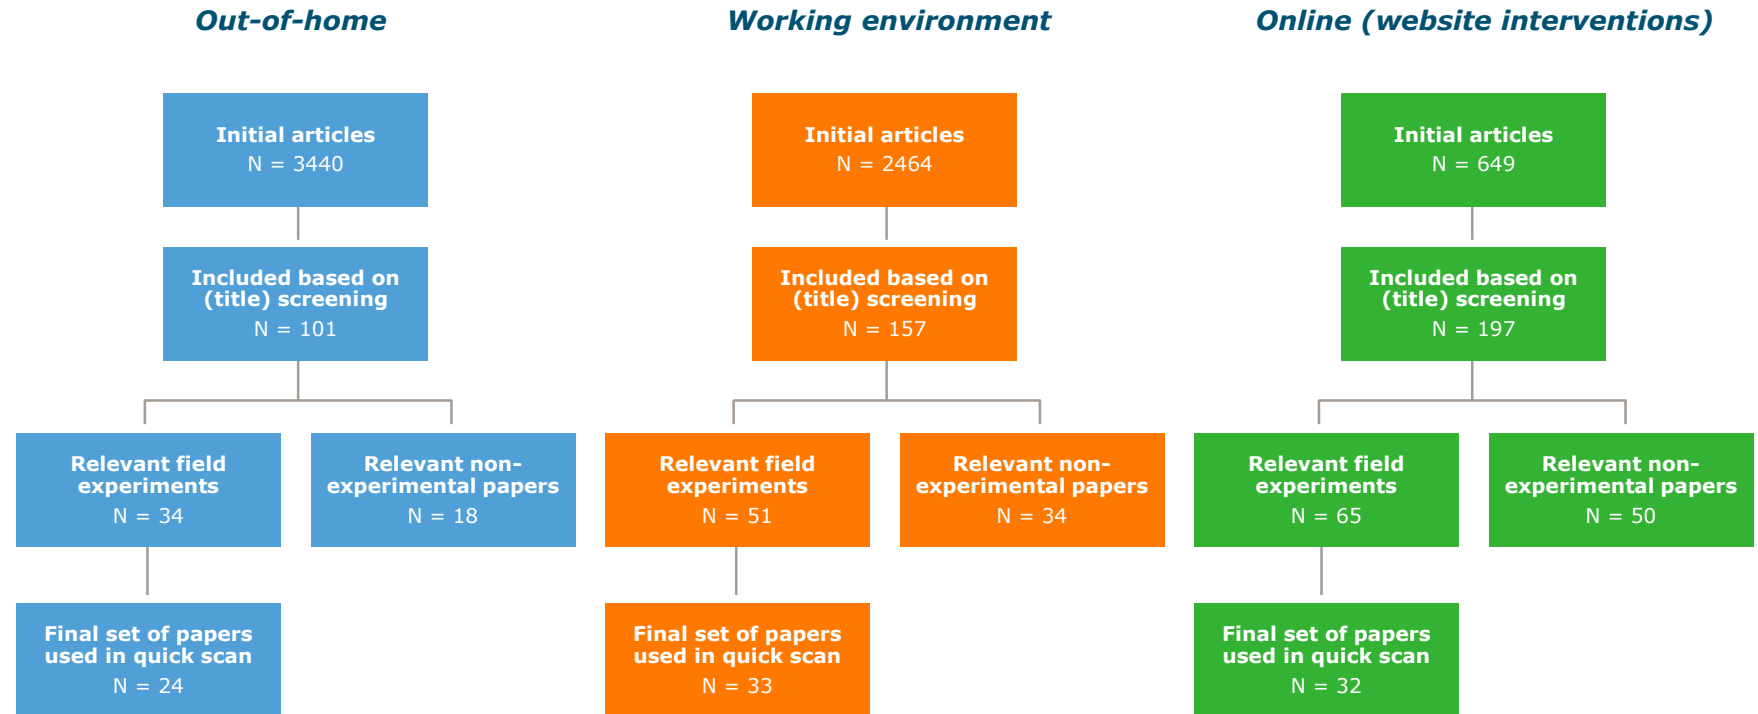 Out-of-home
Working environment
Online (website interventions)
Initial articles
N = 3440
Initial articles
N = 2464
Initial articles
N = 649
Included based on
(title) screening
N = 101
Included based on
(title) screening
N = 157
Included based on
(title) screening
N = 197
Relevant field
experiments
N = 34
Relevant non-
experimental papers
N = 18
Relevant field
experiments
N = 51
Relevant non-
experimental papers
N = 34
Relevant field
experiments
N = 65
Relevant non-
experimental papers
N = 50
Final set of papers
used in quick scan
N = 24
Final set of papers
used in quick scan
N = 33
Final set of papers
used in quick scan
N = 32